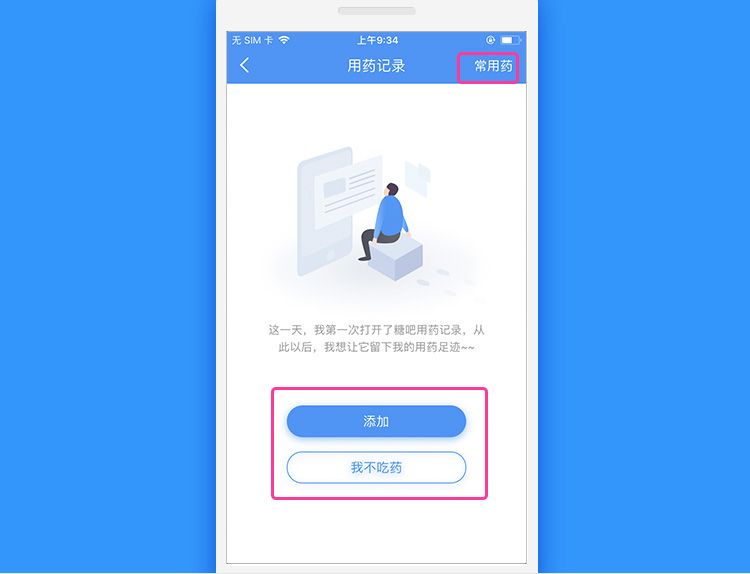 无 SIM 卡
上午9:34
用药记录
常用药
这一天，我第一次打开了糖吧用药记录，从
此以后，我想让它留下我的用药足迹~~
添加
我不吃药